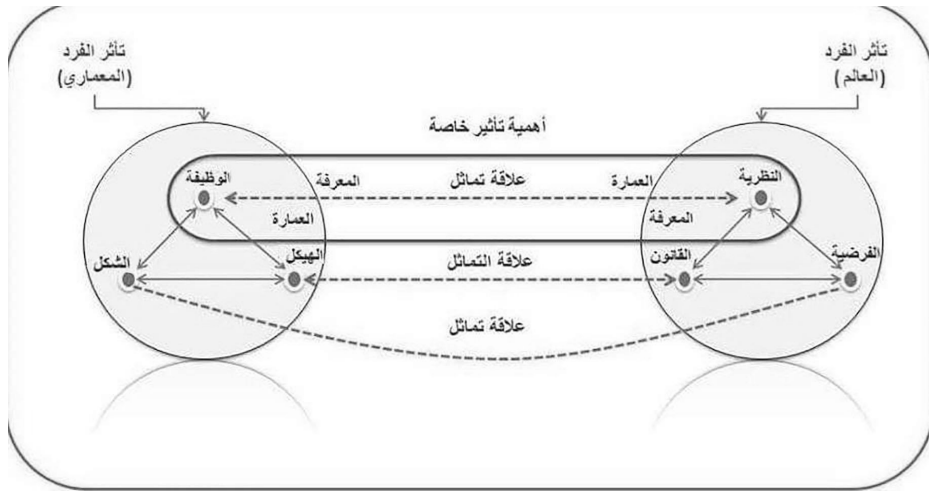 تأثر الفرد
(العالم)
تأثر الفرد
(المعماري)
أهمية تأثير خاصة
النظرية
العمارة
علاقة تماثل
المعرفة
الوظيفة
المعرفة
العمارة
الفرضية
القانون
علاقة التماثل
الهيكل
الشكل
علاقة تماثل